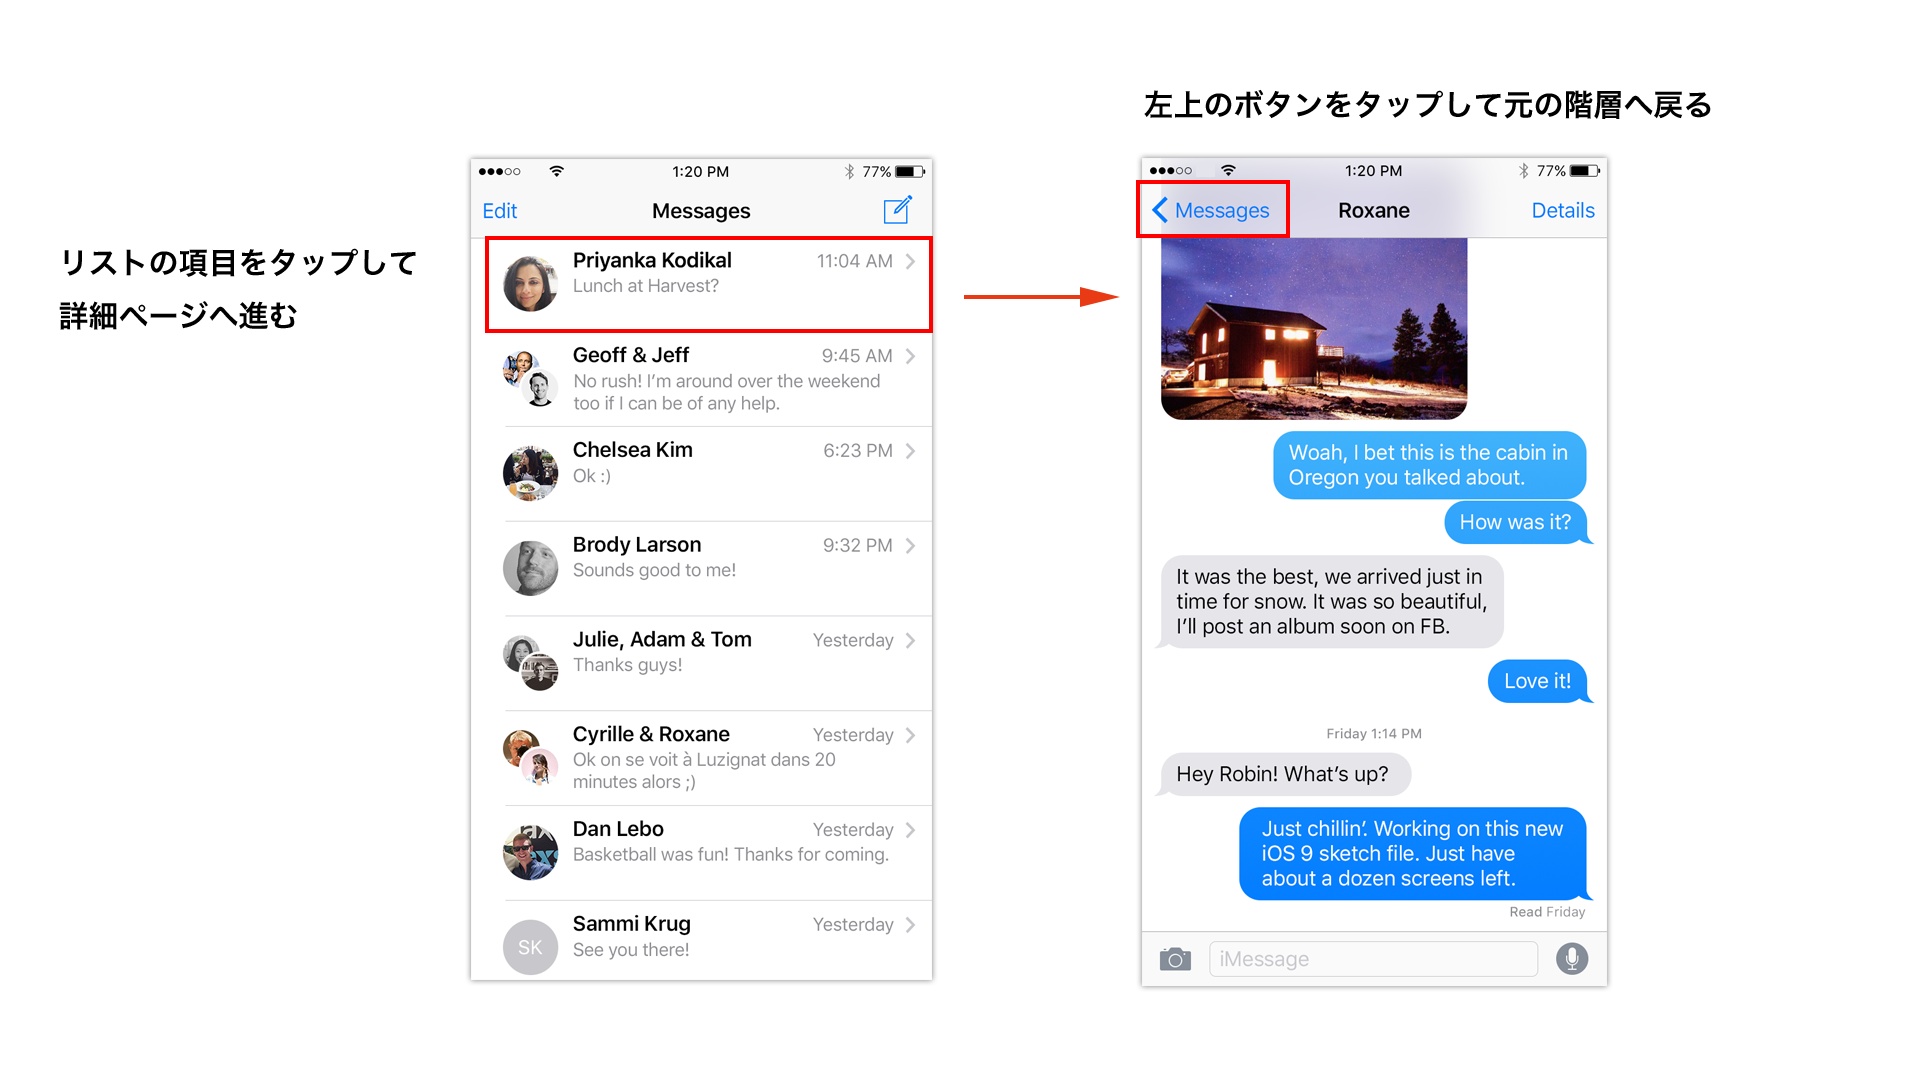 左上のボタンをタップして元の階層へ戻る
リストの項目をタップして
詳細ページへ進む
1:20 PM
77%
Edit
Messages
Priyanka Kodikal
11:04 AM
Lunch at Harvest?
Geoff & Jeff
9:45 AM
No rush! I'm around over the weekend
too if I can be of any help.
Chelsea Kim
6:23 PM
Ok :)
Brody Larson
9:32 PM
Sounds good to me!
Julie, Adam & Tom
Yesterday
Thanks guys!
Cyrille & Roxane
Yesterday
Ok on se voit à Luzignat dans 20
minutes alors ;)
Dan Lebo
Yesterday
Basketball was fun! Thanks for coming.
SK
Sammi Krug
Yesterday
See you there!
1:20 PM
77%
Messages
Roxane
Details
Woah, I bet this is the cabin in
Oregon you talked about.
How was it?
It was the best, we arrived just in
time for snow. It was so beautiful,
I'll post an album soon on FB.
Love it!
Friday 1:14 PM
Hey Robin! What's up?
Just chillin'. Working on this new
iOS 9 sketch file. Just have
about a dozen screens left.
Read Friday
iMessage